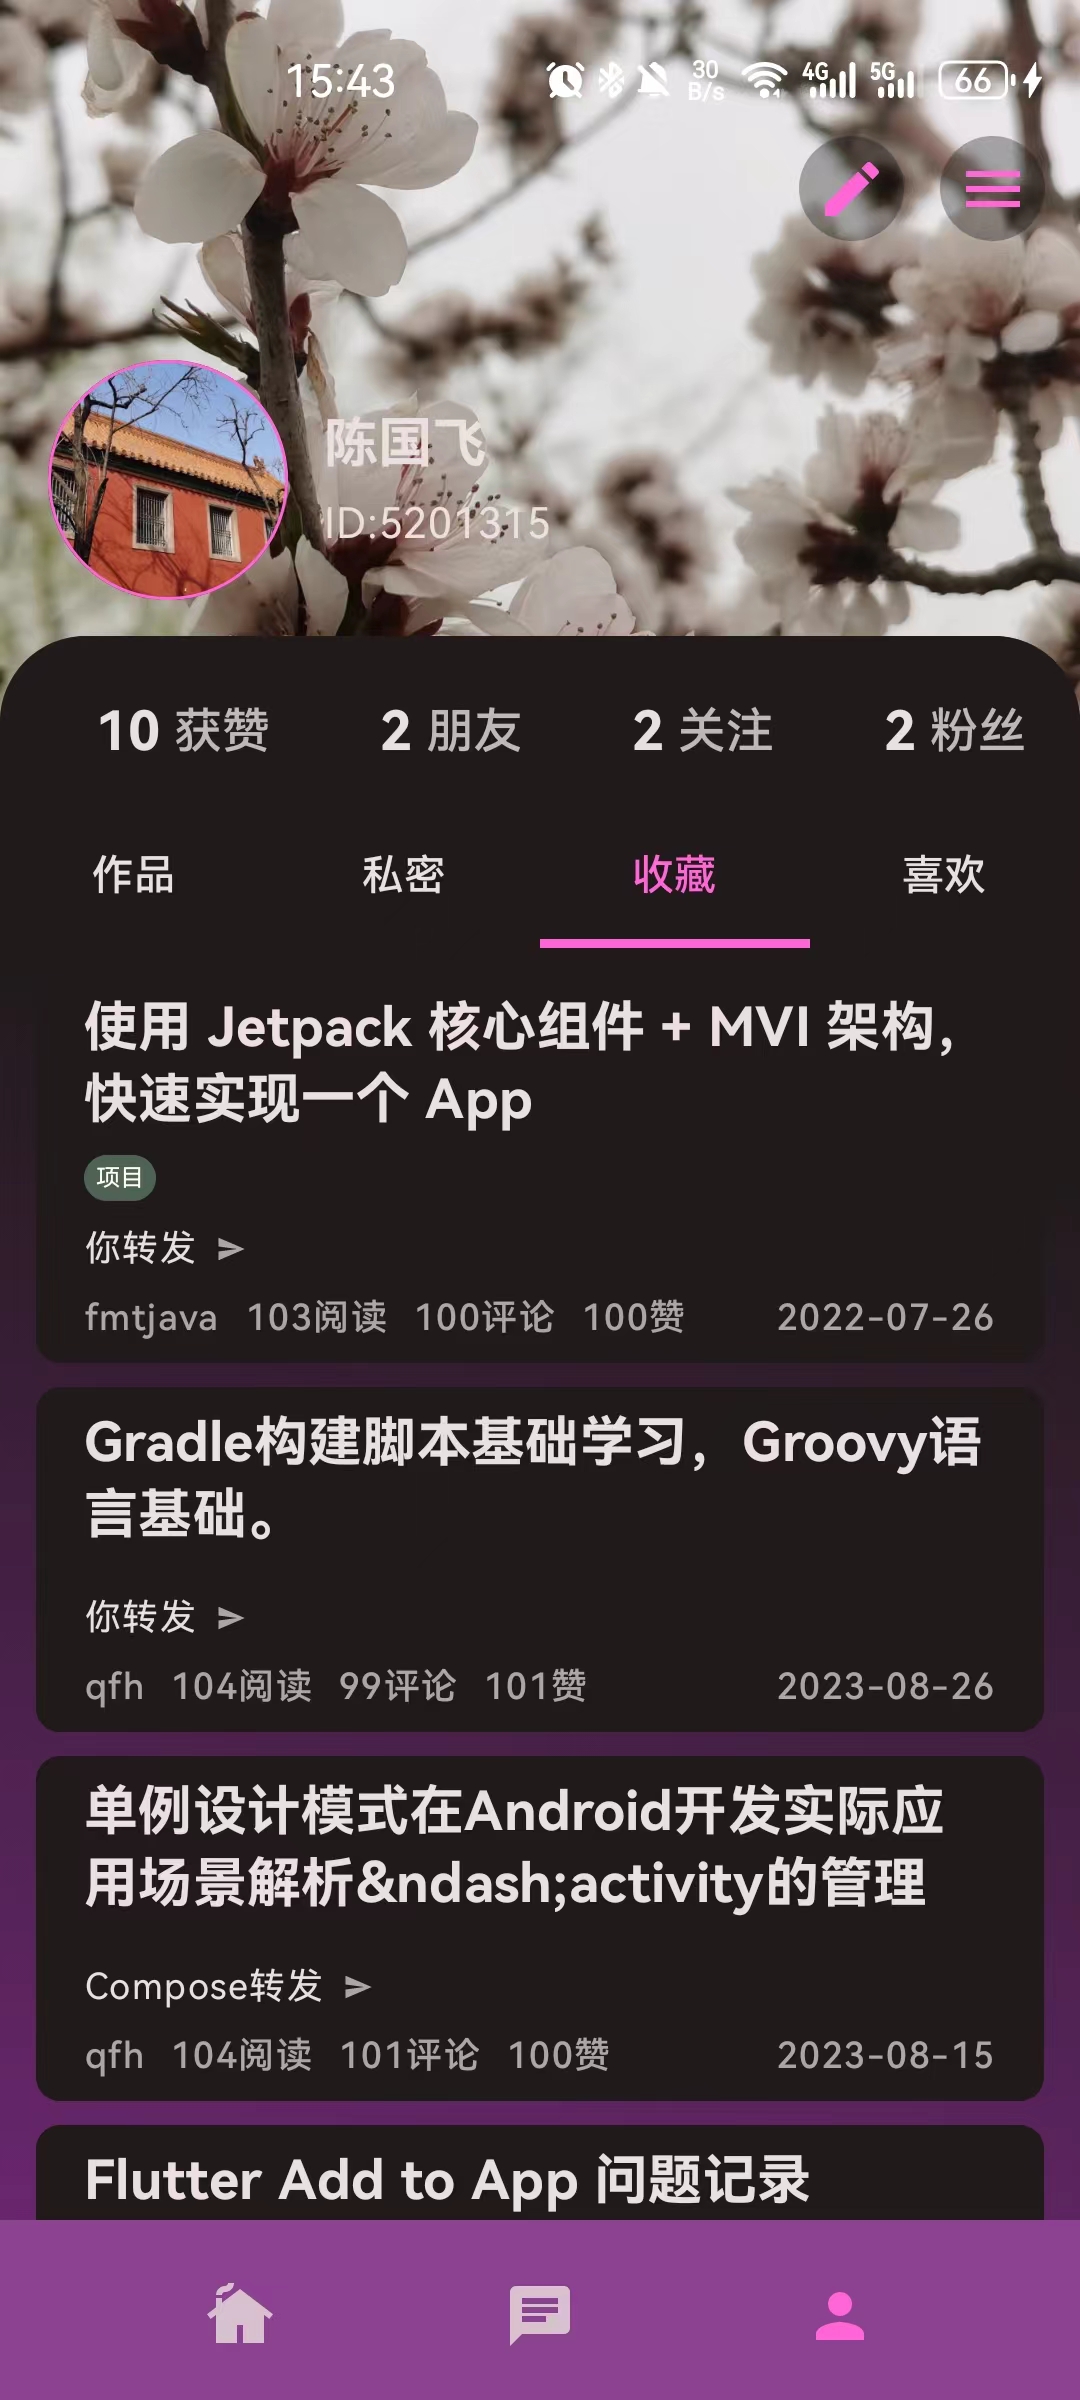 15:43 30 B/s 4G 5G 66
陈国飞
ID:5201315
10 获赞 2 朋友 2 关注 2 粉丝
作品 私密 收藏 喜欢
使用 Jetpack 核心组件 + MVI 架构，
快速实现一个 App
项目
你转发
fmtjava 103阅读 100评论 100赞 2022-07-26
Gradle构建脚本基础学习，Groovy语
言基础。
你转发
qfh 104阅读 99评论 101赞 2023-08-26
单例设计模式在Android开发实际应
用场景解析&ndash;activity的管理
Compose转发
qfh 104阅读 101评论 100赞 2023-08-15
Flutter Add to App 问题记录